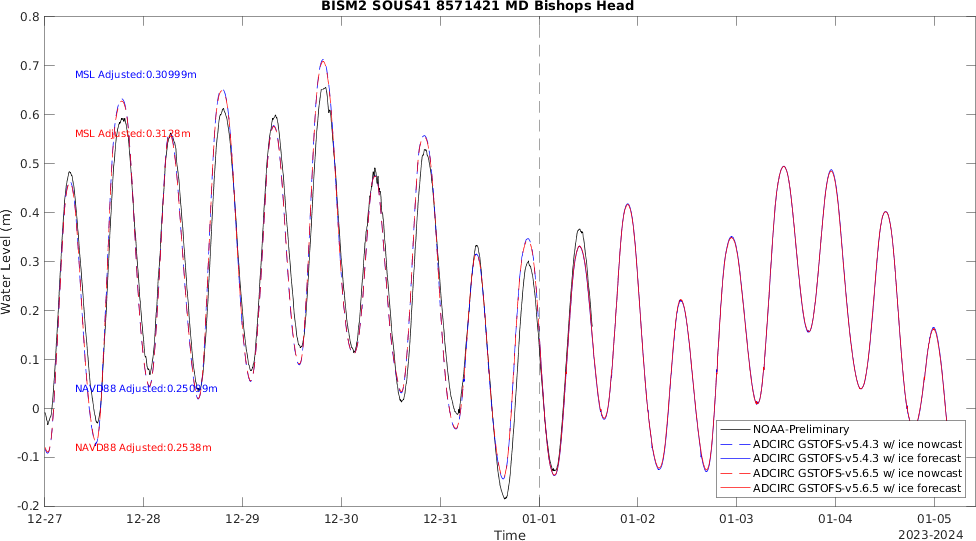 BISM2 SOUS41 8571421 MD Bishops Head
0.8
0.7
0.6
0.5
0.4
0.3
0.2
0.1
0
-0.1
-0.2
Water Level (m)
MSL Adjusted:0.30999m
MSL Adjusted:0.3128m
NAVD88 Adjusted:0.25099m
NAVD88 Adjusted:0.2538m
NOAA-Preliminary
ADCIRC GSTOFS-v5.4.3 w/ ice nowcast
ADCIRC GSTOFS-v5.4.3 w/ ice forecast
ADCIRC GSTOFS-v5.6.5 w/ ice nowcast
ADCIRC GSTOFS-v5.6.5 w/ ice forecast
12-27 12-28 12-29 12-30 12-31 01-01 01-02 01-03 01-04 01-05
Time
2023-2024